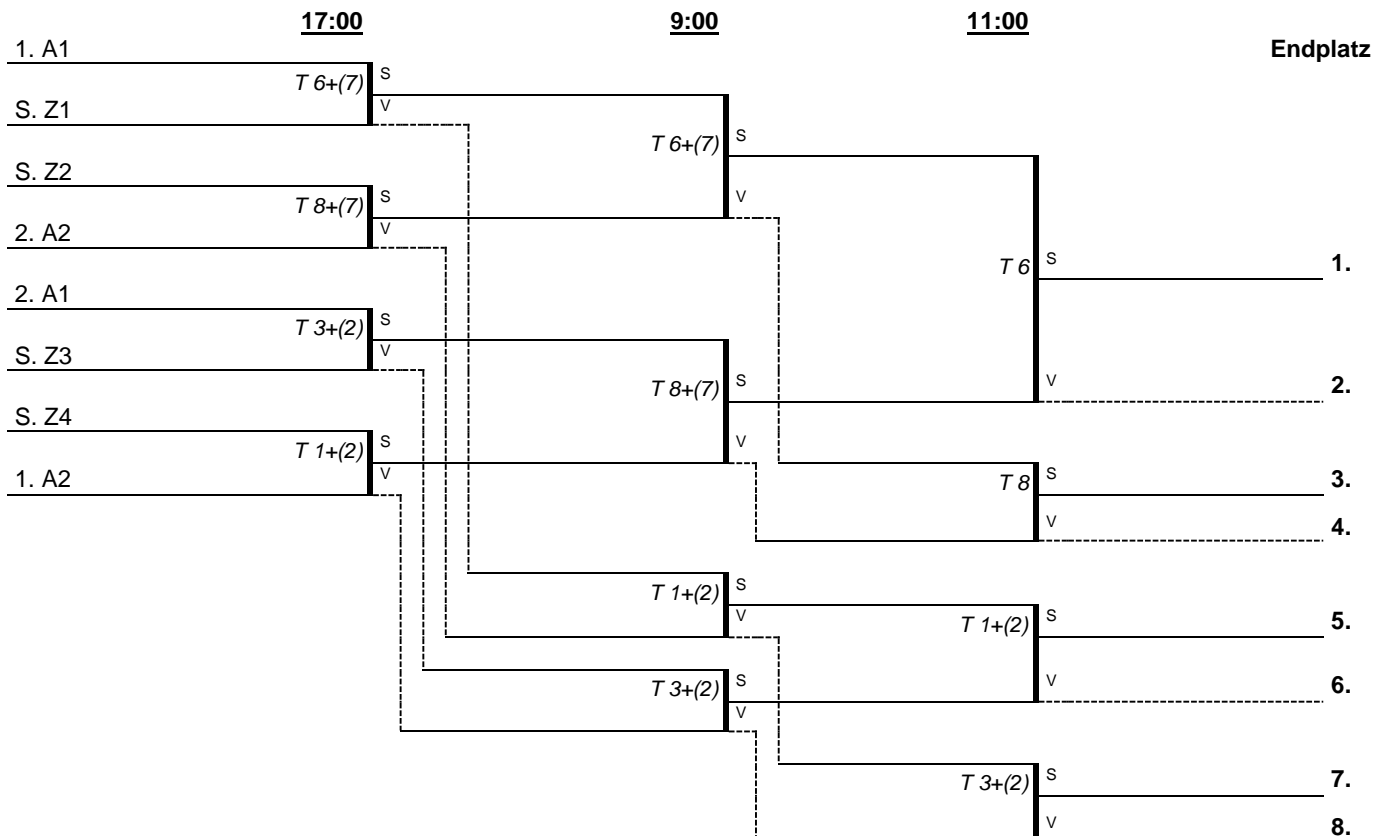 17:00 9:00 11:00
1. A1 Endplatz
T 6+(7) S
S. Z1 V
T 6+(7) S
S. Z2
T 8+(7) S V
2. A2 V
T 6 S 1.
2. A1
T 3+(2) S
S. Z3 V
T 8+(7) S V 2.
S. Z4
T 1+(2) S V
1. A2 V T 8 S 3.
V 4.
T 1+(2) S
V T 1+(2) S 5.
T 3+(2) S V 6.
V
T 3+(2) S 7.
V 8.